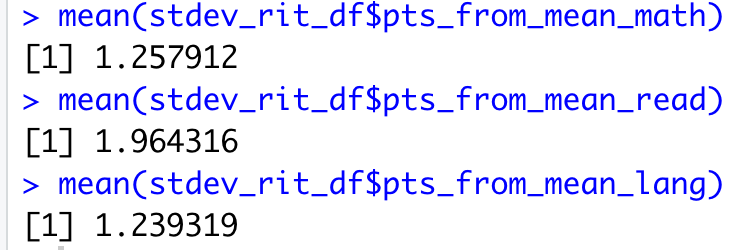 > mean(stdev_rit_df$pts_from_mean_math)
[1] 1.257912
> mean(stdev_rit_df$pts_from_mean_read)
[1] 1.964316
> mean(stdev_rit_df$pts_from_mean_lang)
[1] 1.239319